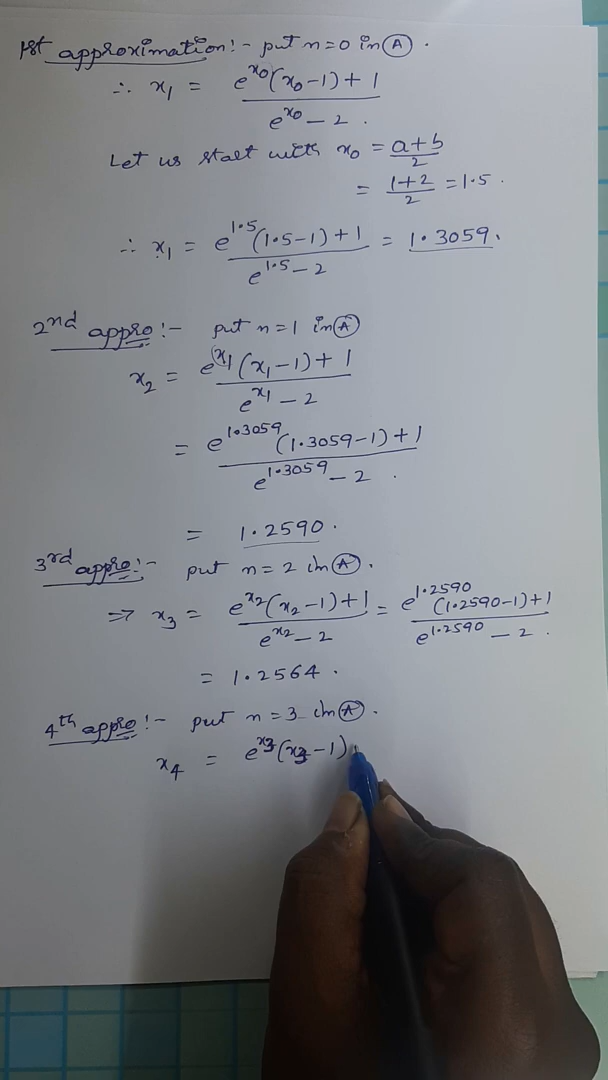 1st approximation:- put n=0 in Ⓐ.
∴ x₁ = e^x₀(x₀-1)+1 / e^x₀ - 2.
Let us start with x₀ = a+b / 2
= 1+2 / 2 = 1.5.
∴ x₁ = e^1.5(1.5-1)+1 / e^1.5 - 2 = 1.3059.
2nd appro:- put n=1 in Ⓐ
x₂ = e^x₁(x₁-1)+1 / e^x₁ - 2
= e^1.3059(1.3059-1)+1 / e^1.3059 - 2.
= 1.2590.
3rd appro:- put n=2 in Ⓐ.
⇒ x₃ = e^x₂(x₂-1)+1 / e^x₂ - 2 = e^1.2590(1.2590-1)+1 / e^1.2590 - 2.
= 1.2564.
4th appro:- put n=3 in Ⓐ.
x₄ = e^x₃(x₃-1)